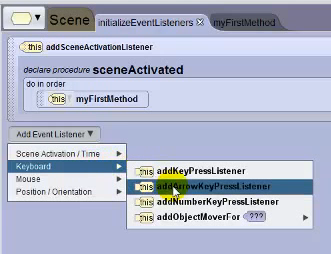 Scene initializeEventListeners myFirstMethod
this addSceneActivationListener
declare procedure sceneActivated
do in order
this myFirstMethod
Add Event Listener
Scene Activation / Time
Keyboard
Mouse
Position / Orientation
this addKeyPressListener
this addArrowKeyPressListener
this addNumberKeyPressListener
this addObjectMoverFor ???